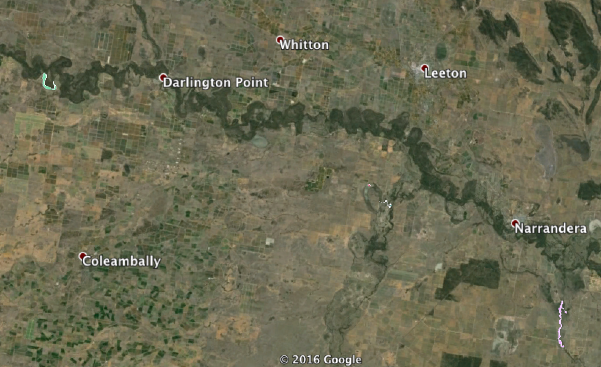 Whitton
Leeton
Darlington Point
Narrandera
Coleambally
© 2016 Google